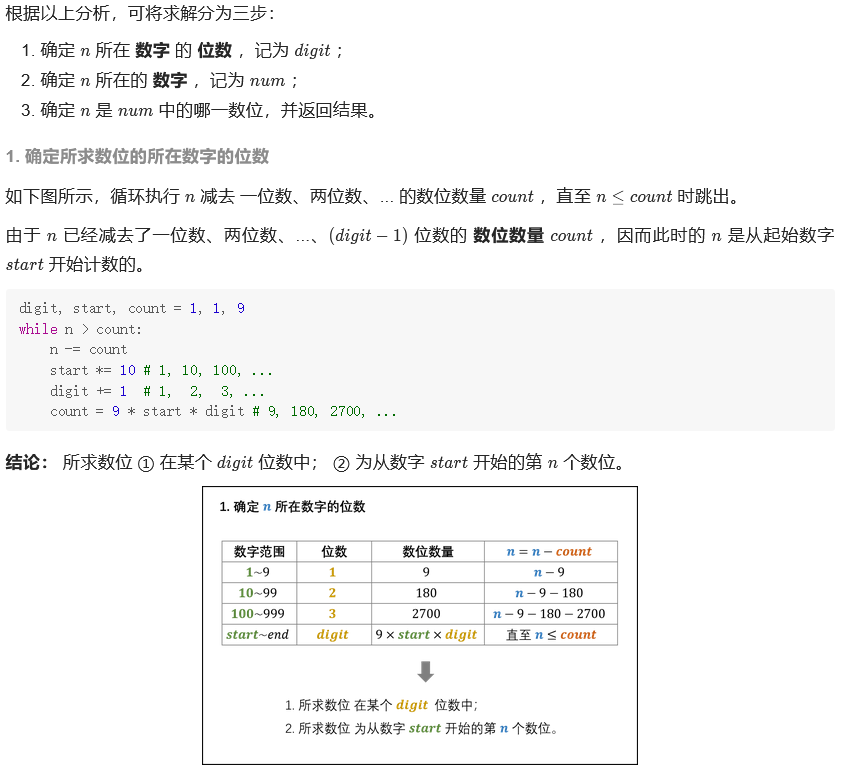 根据以上分析，可将求解分为三步：
1. 确定 n 所在 数字 的 位数 ，记为 digit ；
2. 确定 n 所在的 数字 ，记为 num ；
3. 确定 n 是 num 中的哪一数位，并返回结果。
1. 确定所求数位的所在数字的位数
如下图所示，循环执行 n 减去 一位数、两位数、... 的数位数量 count ，直至 n ≤ count 时跳出。
由于 n 已经减去了一位数、两位数、...、(digit − 1) 位数的 数位数量 count ，因而此时的 n 是从起始数字
start 开始计数的。
digit, start, count = 1, 1, 9
while n > count:
    n -= count
    start *= 10 # 1, 10, 100, ...
    digit += 1  # 1,  2,  3, ...
    count = 9 * start * digit # 9, 180, 2700, ...
结论： 所求数位 ① 在某个 digit 位数中； ② 为从数字 start 开始的第 n 个数位。
1. 确定 n 所在数字的位数
数字范围 位数 数位数量 n = n − count
1~9 1 9 n − 9
10~99 2 180 n − 9 − 180
100~999 3 2700 n − 9 − 180 − 2700
start~end digit 9 × start × digit 直至 n ≤ count
1. 所求数位 在某个 digit 位数中；
2. 所求数位 为从数字 start 开始的第 n 个数位。